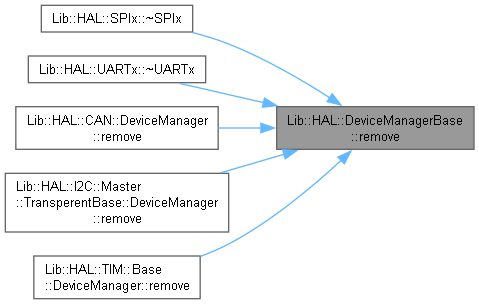 Lib::HAL::SPIx::~SPIx
Lib::HAL::UARTx::~UARTx
Lib::HAL::CAN::DeviceManager
::remove
Lib::HAL::I2C::Master
::TransperentBase::DeviceManager
::remove
Lib::HAL::TIM::Base
::DeviceManager::remove
Lib::HAL::DeviceManagerBase
::remove